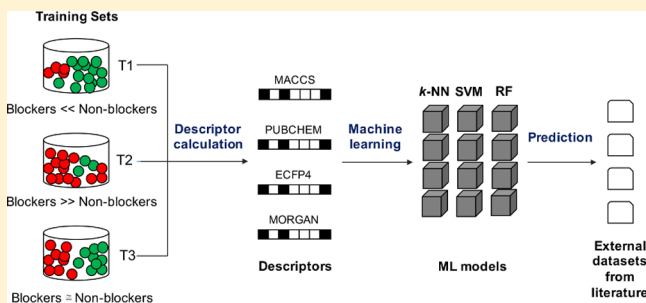 Training Sets
T1
Blockers << Non-blockers
T2
Blockers >> Non-blockers
T3
Blockers ≅ Non-blockers
Descriptor
calculation
MACCS
PUBCHEM
ECFP4
MORGAN
Descriptors
Machine
learning
k-NN SVM RF
ML models
Prediction
External
datasets
from
literature